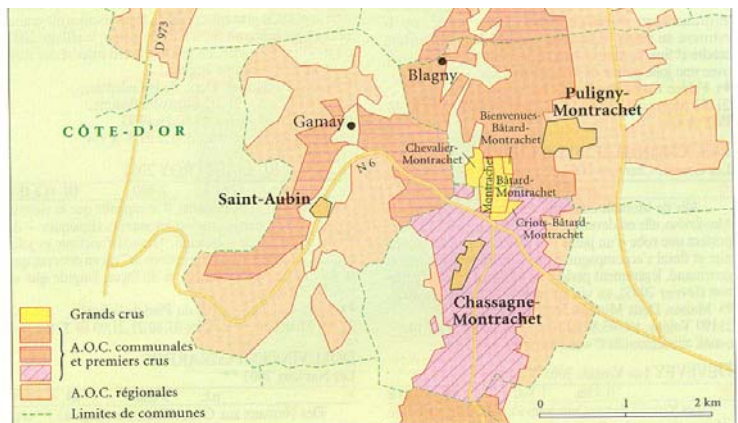 D 973
Blagny
Puligny-
Montrachet
Bienvenues-
Bâtard-
Montrachet
Gamay
CÔTE-D'OR
Chevalier-
Montrachet
N 6
Montrachet
Bâtard-
Montrachet
Saint-Aubin
Criots-Bâtard-
Montrachet
Chassagne-
Montrachet
Grands crus
A.O.C. communales
et premiers crus
A.O.C. régionales
Limites de communes
0 1 2 km